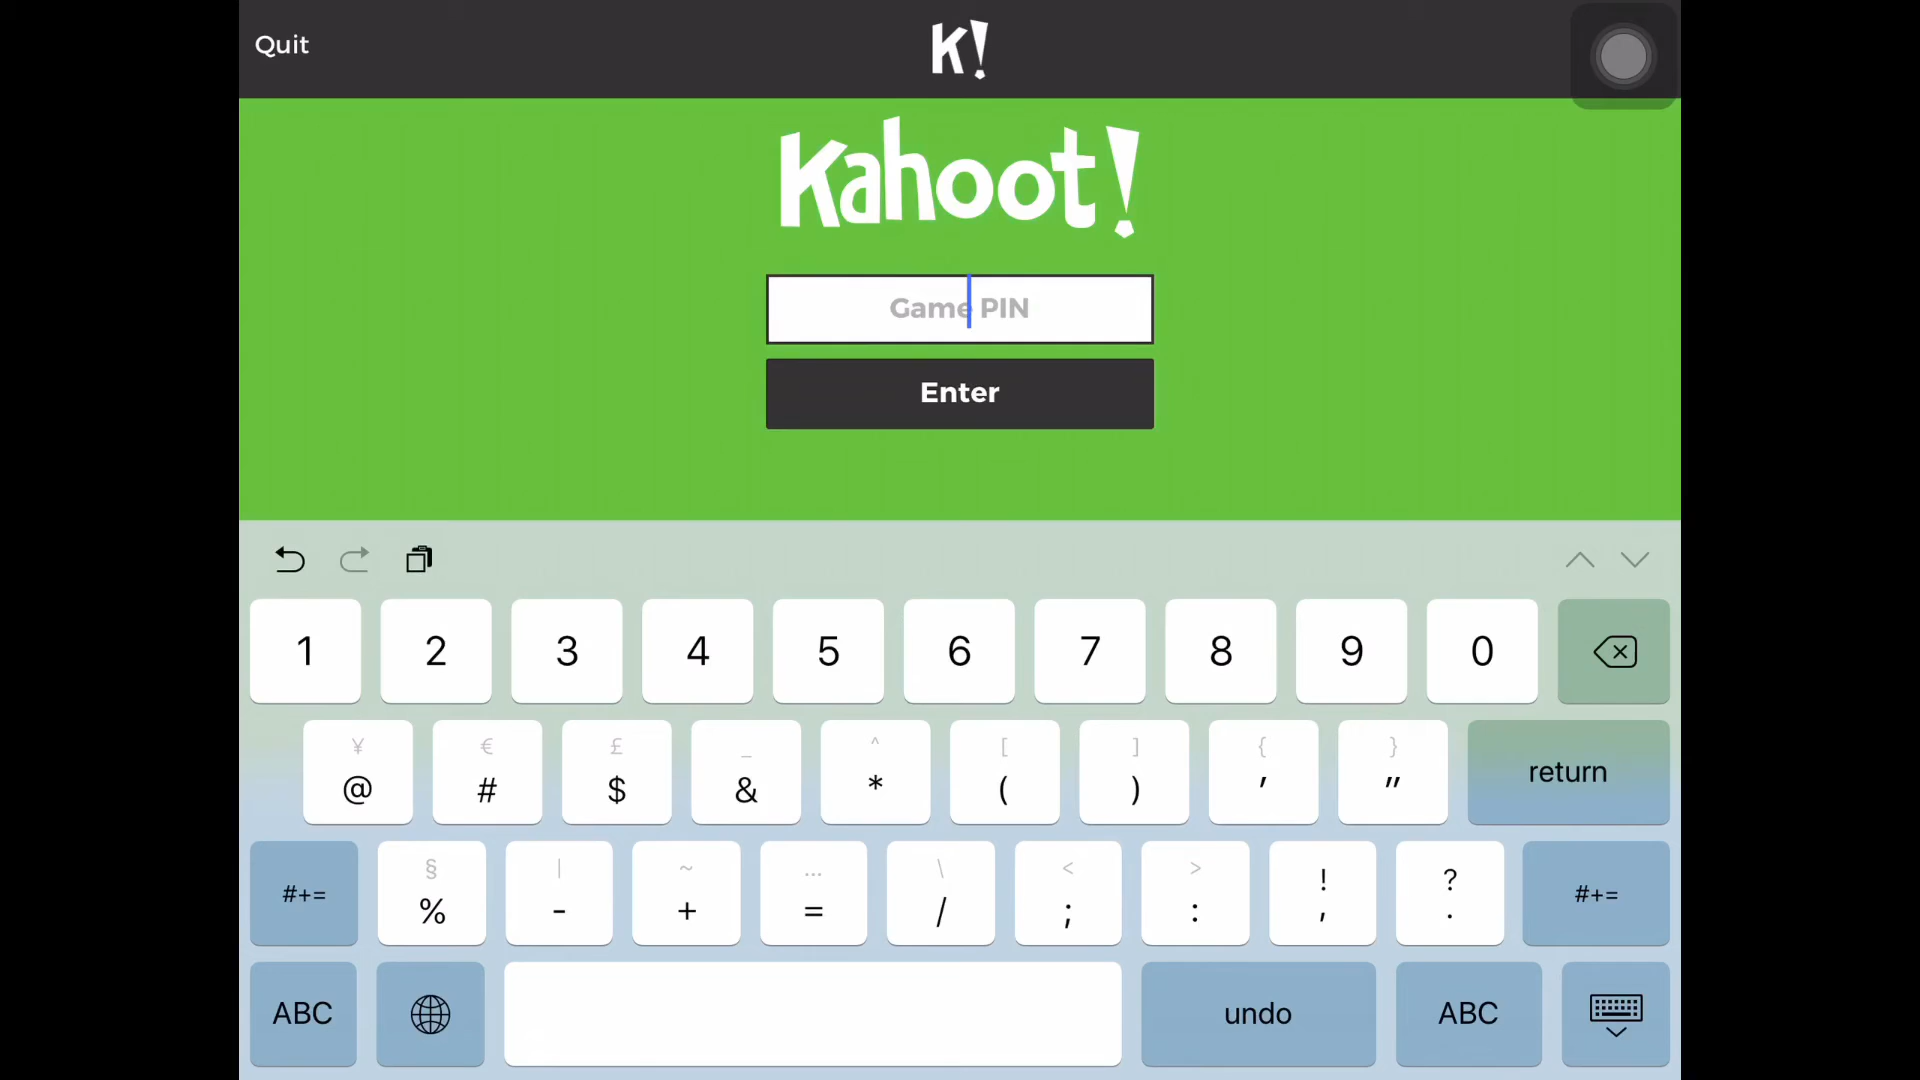 Quit
K!
Kahoot!
Game PIN
Enter
1 2 3 4 5 6 7 8 9 0
¥ € £ _ ^ [ ] { }
@ # $ & * ( ) ' " return
§ | ~ … \ < > ! ?
#+= % - + = / ; : , . #+=
ABC undo ABC